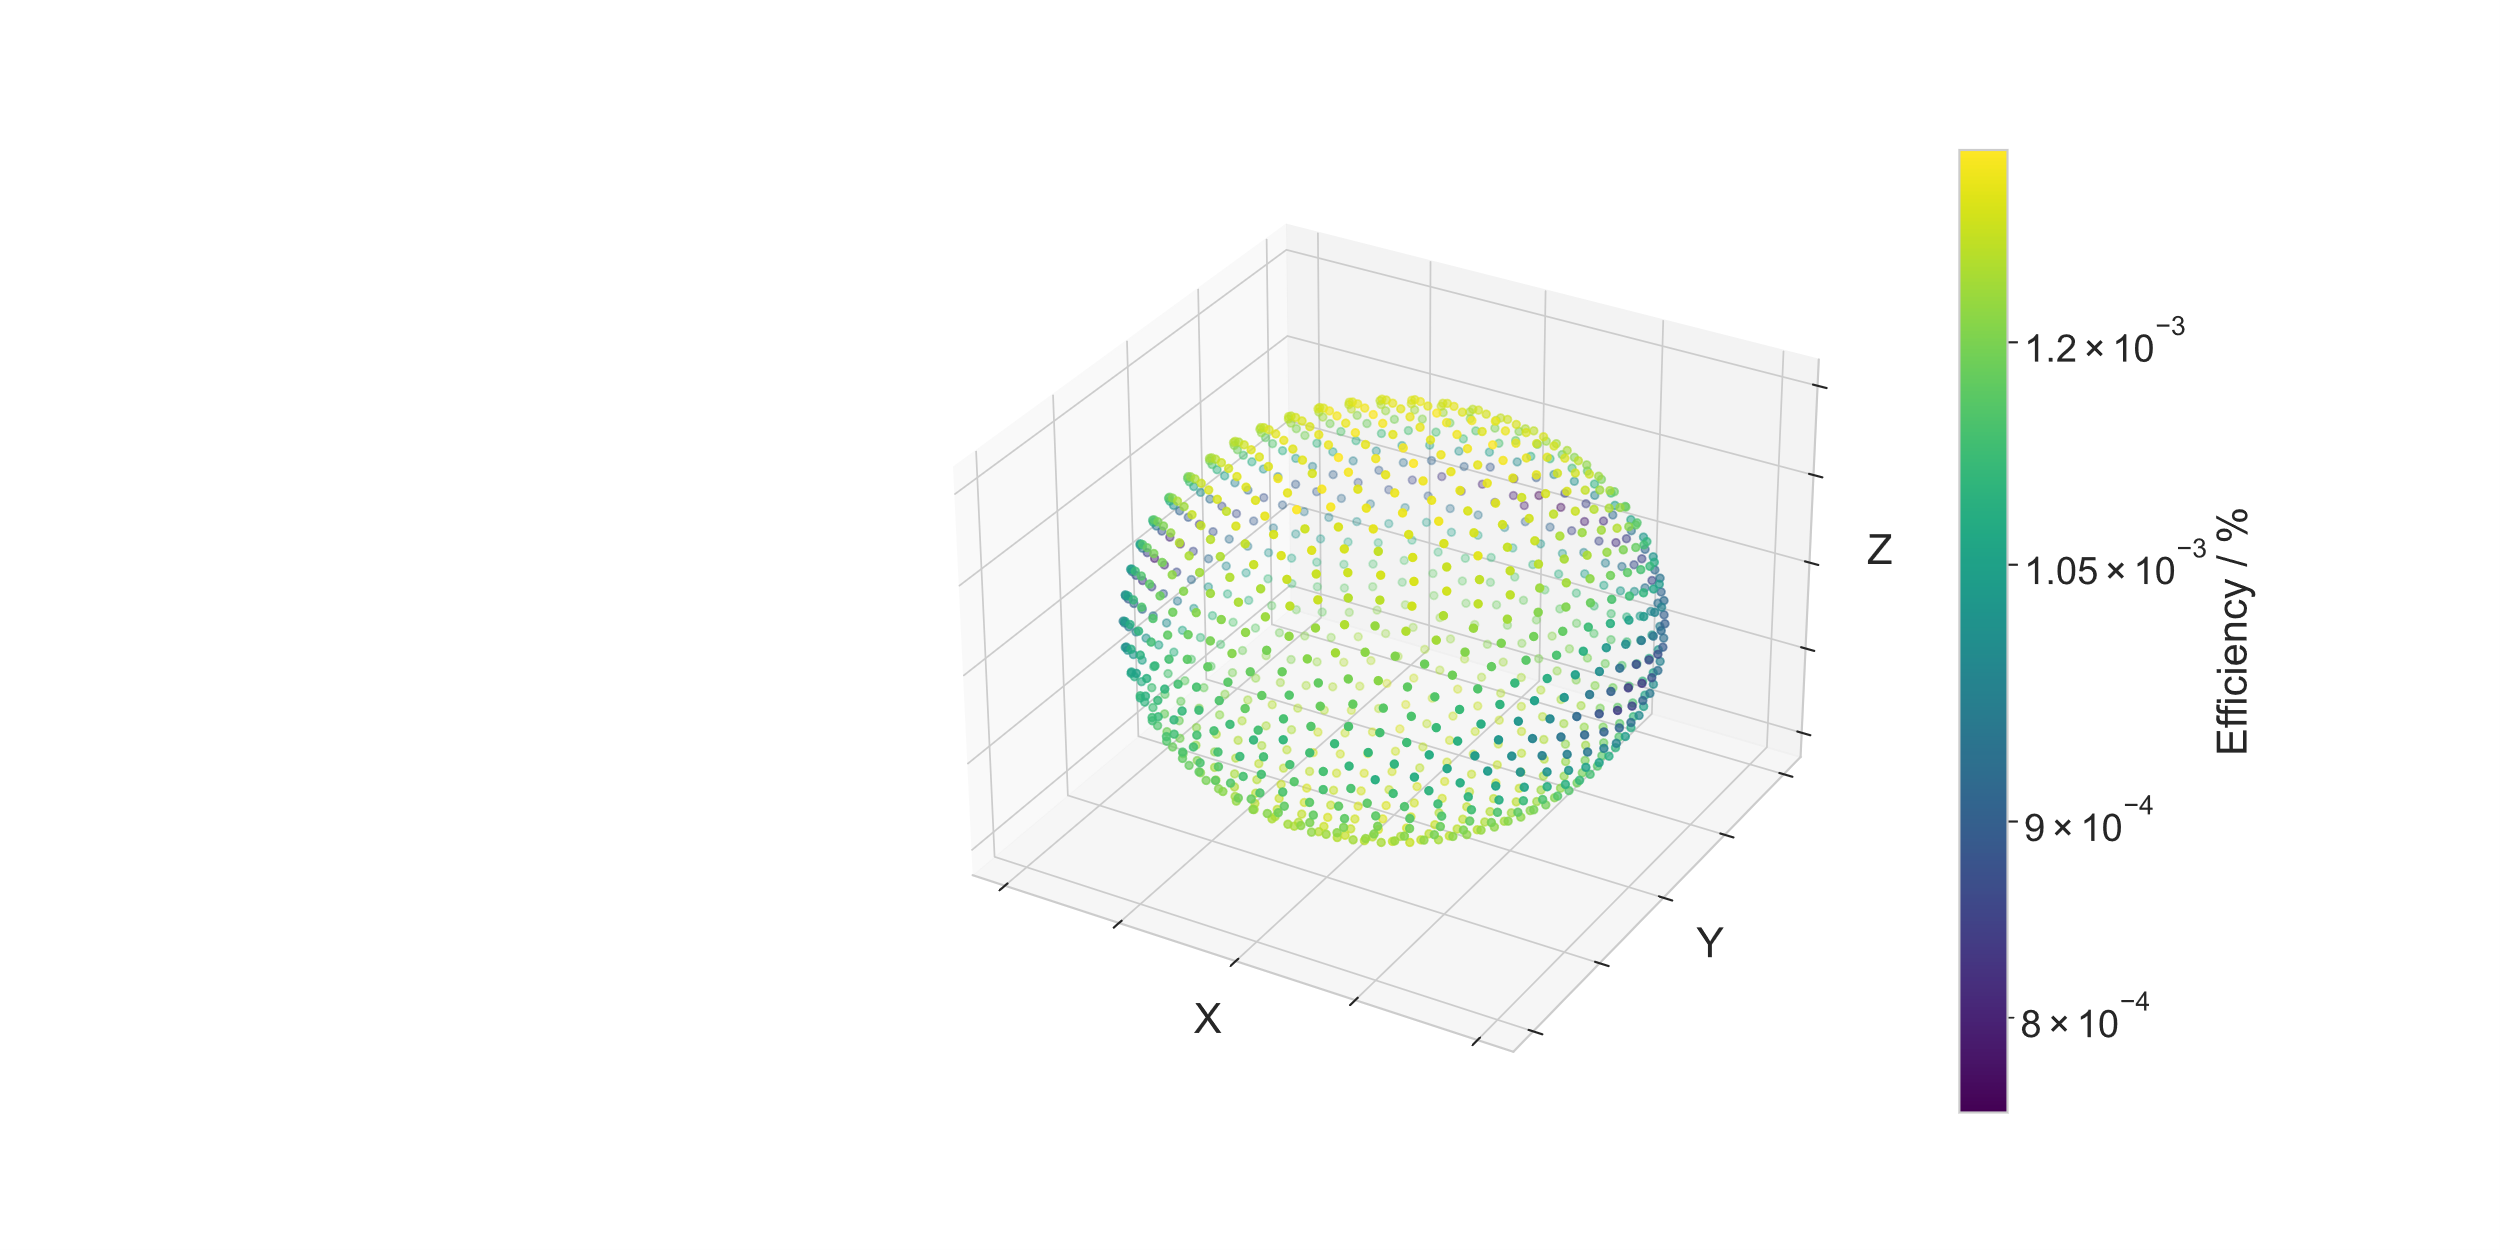 1.2 × 10⁻³
1.05 × 10⁻³
9 × 10⁻⁴
8 × 10⁻⁴
Efficiency / %
Z
Y
X